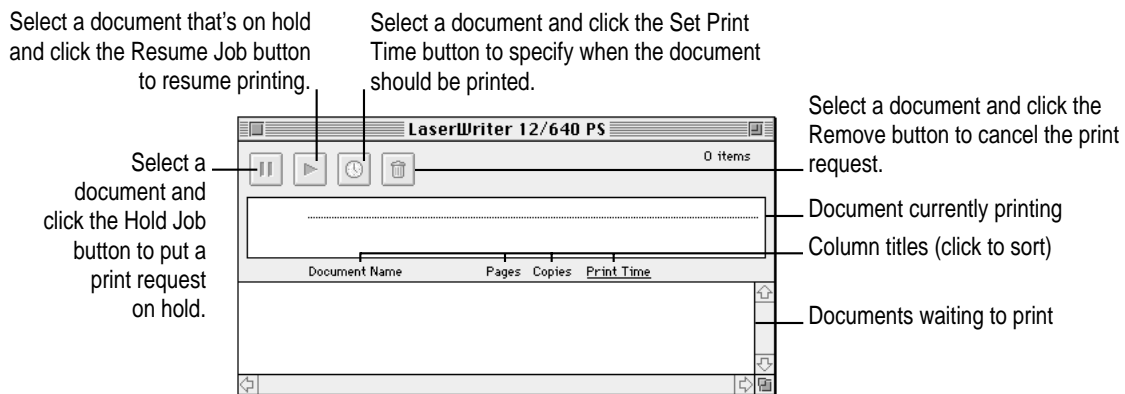 Select a document that's on hold
and click the Resume Job button
to resume printing.
Select a document and click the Set Print
Time button to specify when the document
should be printed.
Select a document and click the
Remove button to cancel the print
request.
LaserWriter 12/640 PS
0 items
Select a
document and
click the Hold Job
button to put a
print request
on hold.
Document currently printing
Column titles (click to sort)
Document Name Pages Copies Print Time
Documents waiting to print